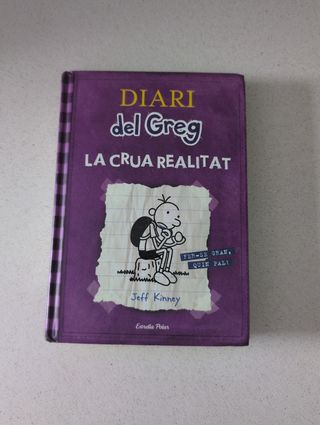 DIARI
del Greg
LA CRUA REALITAT
FER-SE GRAN,
QUIN PAL!
Jeff Kinney
Estrella Polar